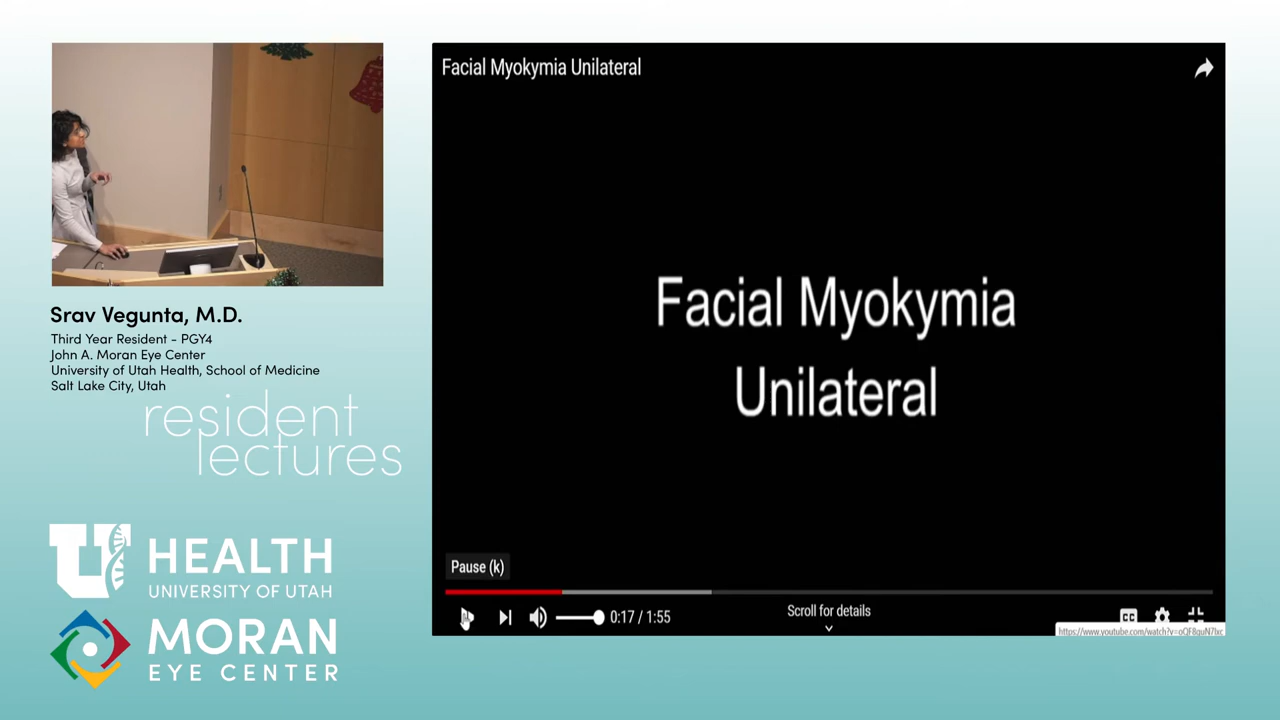 Facial Myokymia Unilateral
Facial Myokymia
Unilateral
Pause (k)
0:17 / 1:55
Scroll for details
CC
Srav Vegunta, M.D.
Third Year Resident - PGY4
John A. Moran Eye Center
University of Utah Health, School of Medicine
Salt Lake City, Utah
resident
lectures
U HEALTH
UNIVERSITY OF UTAH
MORAN
EYE CENTER